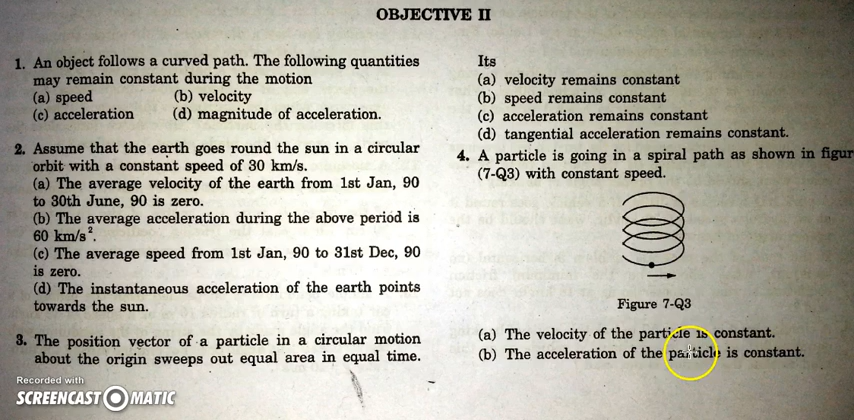 OBJECTIVE II
1. An object follows a curved path. The following quantities
may remain constant during the motion
(a) speed (b) velocity
(c) acceleration (d) magnitude of acceleration.
2. Assume that the earth goes round the sun in a circular
orbit with a constant speed of 30 km/s.
(a) The average velocity of the earth from 1st Jan, 90
to 30th June, 90 is zero.
(b) The average acceleration during the above period is
60 km/s².
(c) The average speed from 1st Jan, 90 to 31st Dec, 90
is zero.
(d) The instantaneous acceleration of the earth points
towards the sun.
3. The position vector of a particle in a circular motion
about the origin sweeps out equal area in equal time.
Its
(a) velocity remains constant
(b) speed remains constant
(c) acceleration remains constant
(d) tangential acceleration remains constant.
4. A particle is going in a spiral path as shown in figur
(7-Q3) with constant speed.
Figure 7-Q3
(a) The velocity of the particle is constant.
(b) The acceleration of the particle is constant.
Recorded with
SCREENCAST O MATIC